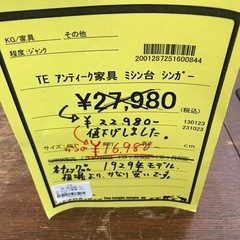 KG/家具 その他
程度:ジャンク
2001287251600844
TE アンティーク家具 ミシン台 シンガー
¥27,980
(税込)
¥22,980-
値下げしました。
130123
231023
サイズ
からの¥16,980-
1929年モデル。
相場より、かなり安いです。